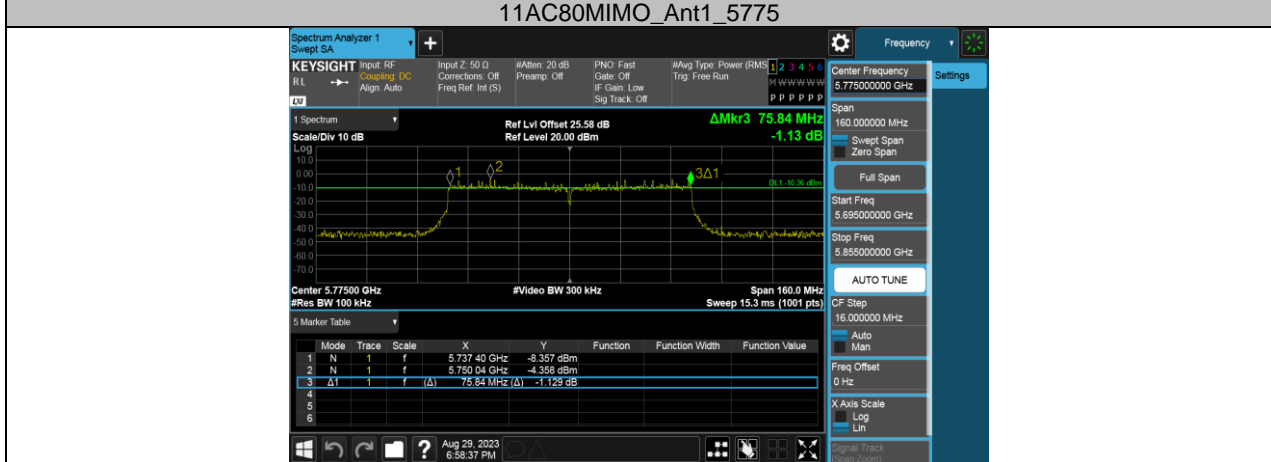 11AC80MIMO_Ant1_5775
Spectrum Analyzer 1
Swept SA
+
Frequency
KEYSIGHT
RL
LXI
Input: RF
Coupling: DC
Align: Auto
Input Z: 50 Ω
Corrections: Off
Freq Ref: Int (S)
#Atten: 20 dB
Preamp: Off
PNO: Fast
Gate: Off
IF Gain: Low
Sig Track: Off
#Avg Type: Power (RMS
Trig: Free Run
1 2 3 4 5 6
M W W W W W
P P P P P P
Center Frequency
5.775000000 GHz
Settings
1 Spectrum
Scale/Div 10 dB
Ref Lvl Offset 25.58 dB
Ref Level 20.00 dBm
ΔMkr3 75.84 MHz
-1.13 dB
Log
10.0
0.00
-10.0
-20.0
-30.0
-40.0
-50.0
-60.0
-70.0
1
2
3Δ1
DL1 -10.36 dBm
Span
160.000000 MHz
Swept Span
Zero Span
Full Span
Start Freq
5.695000000 GHz
Stop Freq
5.855000000 GHz
AUTO TUNE
Center 5.77500 GHz
#Video BW 300 kHz
Span 160.0 MHz
#Res BW 100 kHz
Sweep 15.3 ms (1001 pts)
CF Step
16.000000 MHz
Auto
Man
Freq Offset
0 Hz
X Axis Scale
Log
Lin
Signal Track
(Span Zoom)
5 Marker Table
Mode Trace Scale X Y Function Function Width Function Value
1 N 1 f 5.737 40 GHz -8.357 dBm
2 N 1 f 5.750 04 GHz -4.358 dBm
3 Δ1 1 f (Δ) 75.84 MHz (Δ) -1.129 dB
4
5
6
?
Aug 29, 2023
6:58:37 PM